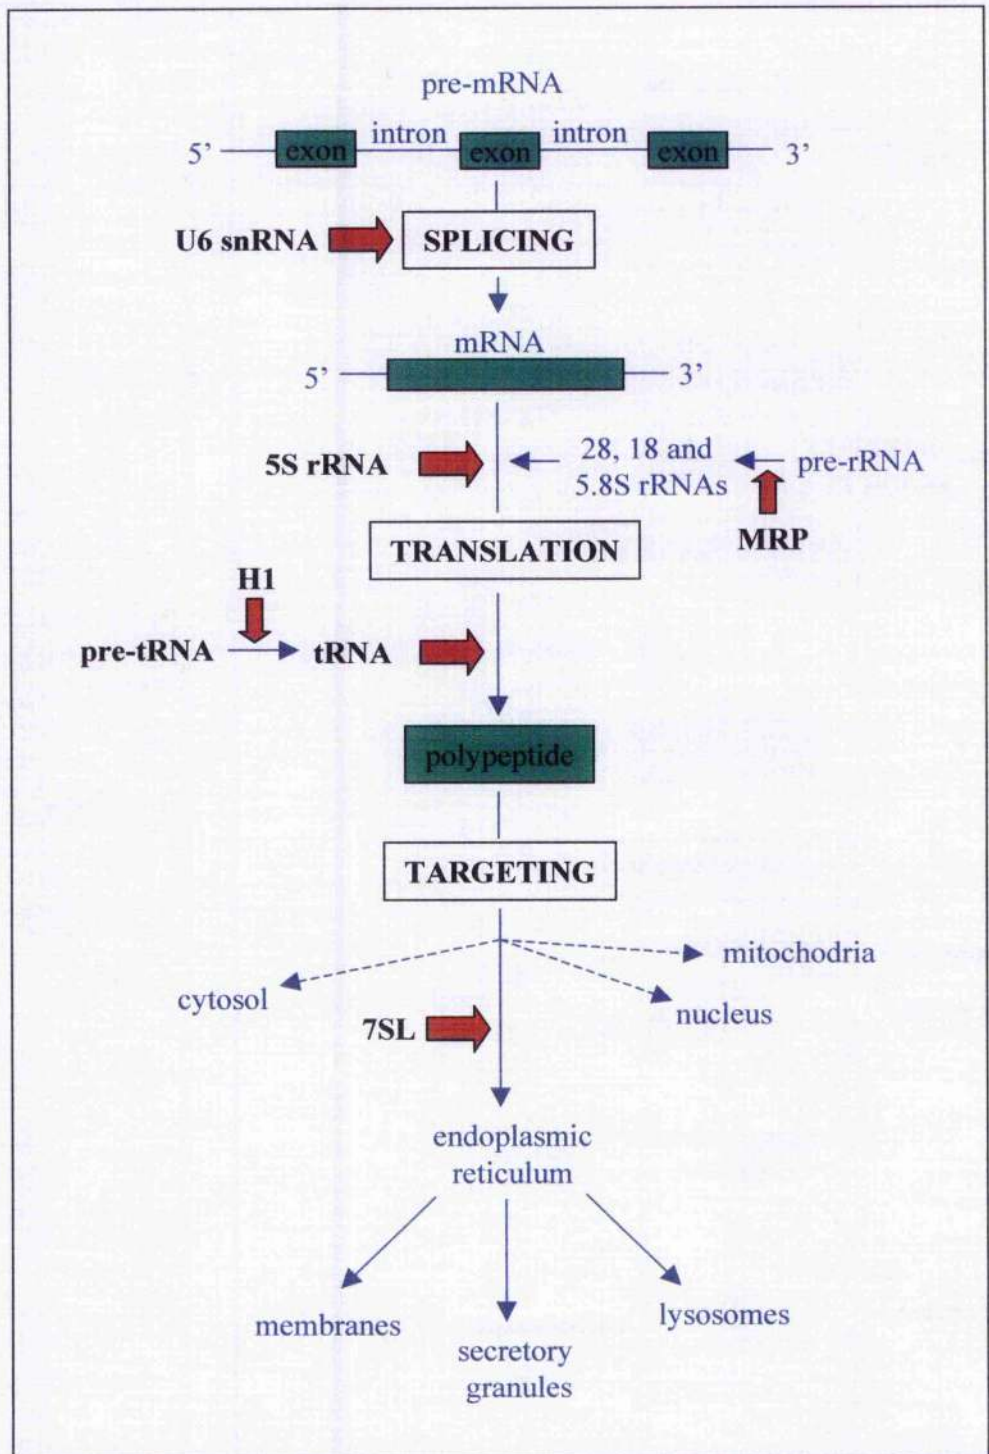 pre-mRNA
5’ exon intron exon intron exon 3’
U6 snRNA SPLICING
mRNA
5’ 3’
5S rRNA 28, 18 and pre-rRNA
5.8S rRNAs
MRP
TRANSLATION
H1
pre-tRNA tRNA
polypeptide
TARGETING
mitochodria
cytosol
nucleus
7SL
endoplasmic
reticulum
membranes
lysosomes
secretory
granules